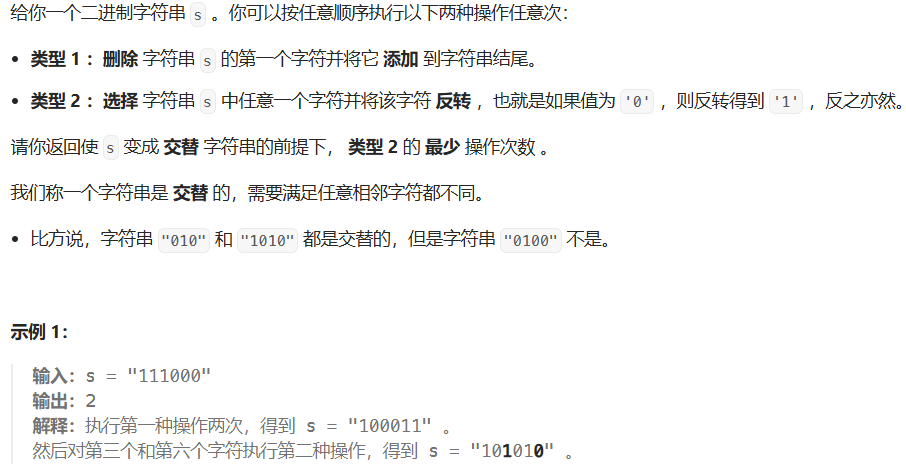 给你一个二进制字符串 s 。你可以按任意顺序执行以下两种操作任意次：
• 类型 1 ：删除 字符串 s 的第一个字符并将它 添加 到字符串结尾。
• 类型 2 ：选择 字符串 s 中任意一个字符并将该字符 反转 ，也就是如果值为 '0' ，则反转得到 '1' ，反之亦然。
请你返回使 s 变成 交替 字符串的前提下， 类型 2 的 最少 操作次数 。
我们称一个字符串是 交替 的，需要满足任意相邻字符都不同。
• 比方说，字符串 "010" 和 "1010" 都是交替的，但是字符串 "0100" 不是。
示例 1：
输入：s = "111000"
输出：2
解释：执行第一种操作两次，得到 s = "100011" 。
然后对第三个和第六个字符执行第二种操作，得到 s = "101010" 。